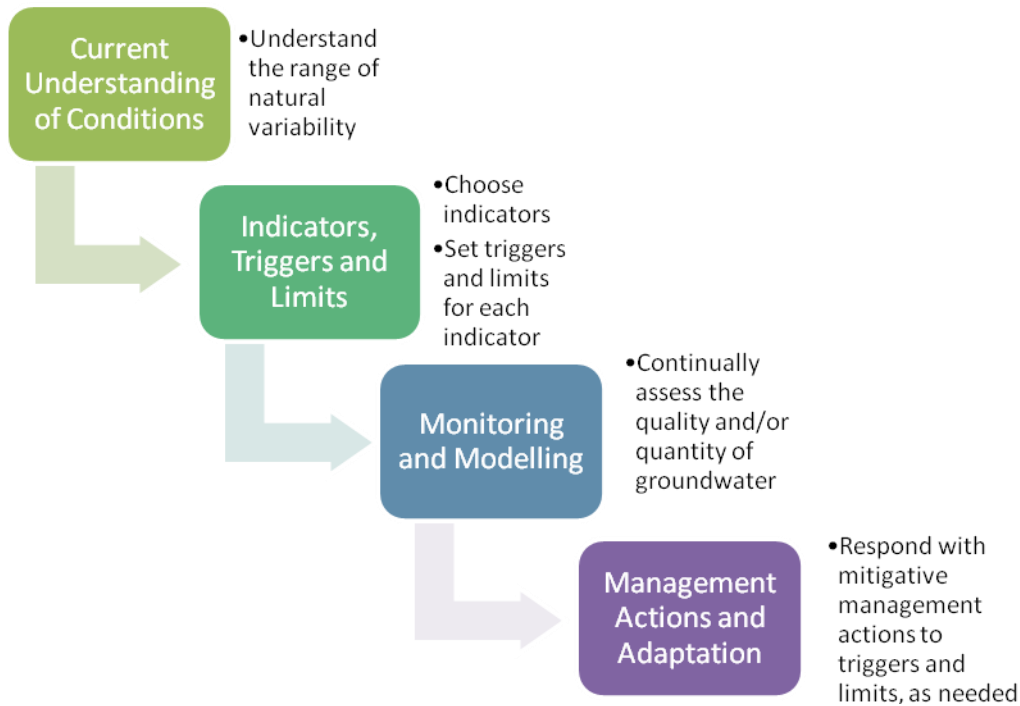 Current
Understanding
of Conditions
•Understand
the range of
natural
variability
Indicators,
Triggers and
Limits
•Choose
indicators
•Set triggers
and limits
for each
indicator
Monitoring
and Modelling
•Continually
assess the
quality and/or
quantity of
groundwater
Management
Actions and
Adaptation
•Respond with
mitigative
management
actions to
triggers and
limits, as needed